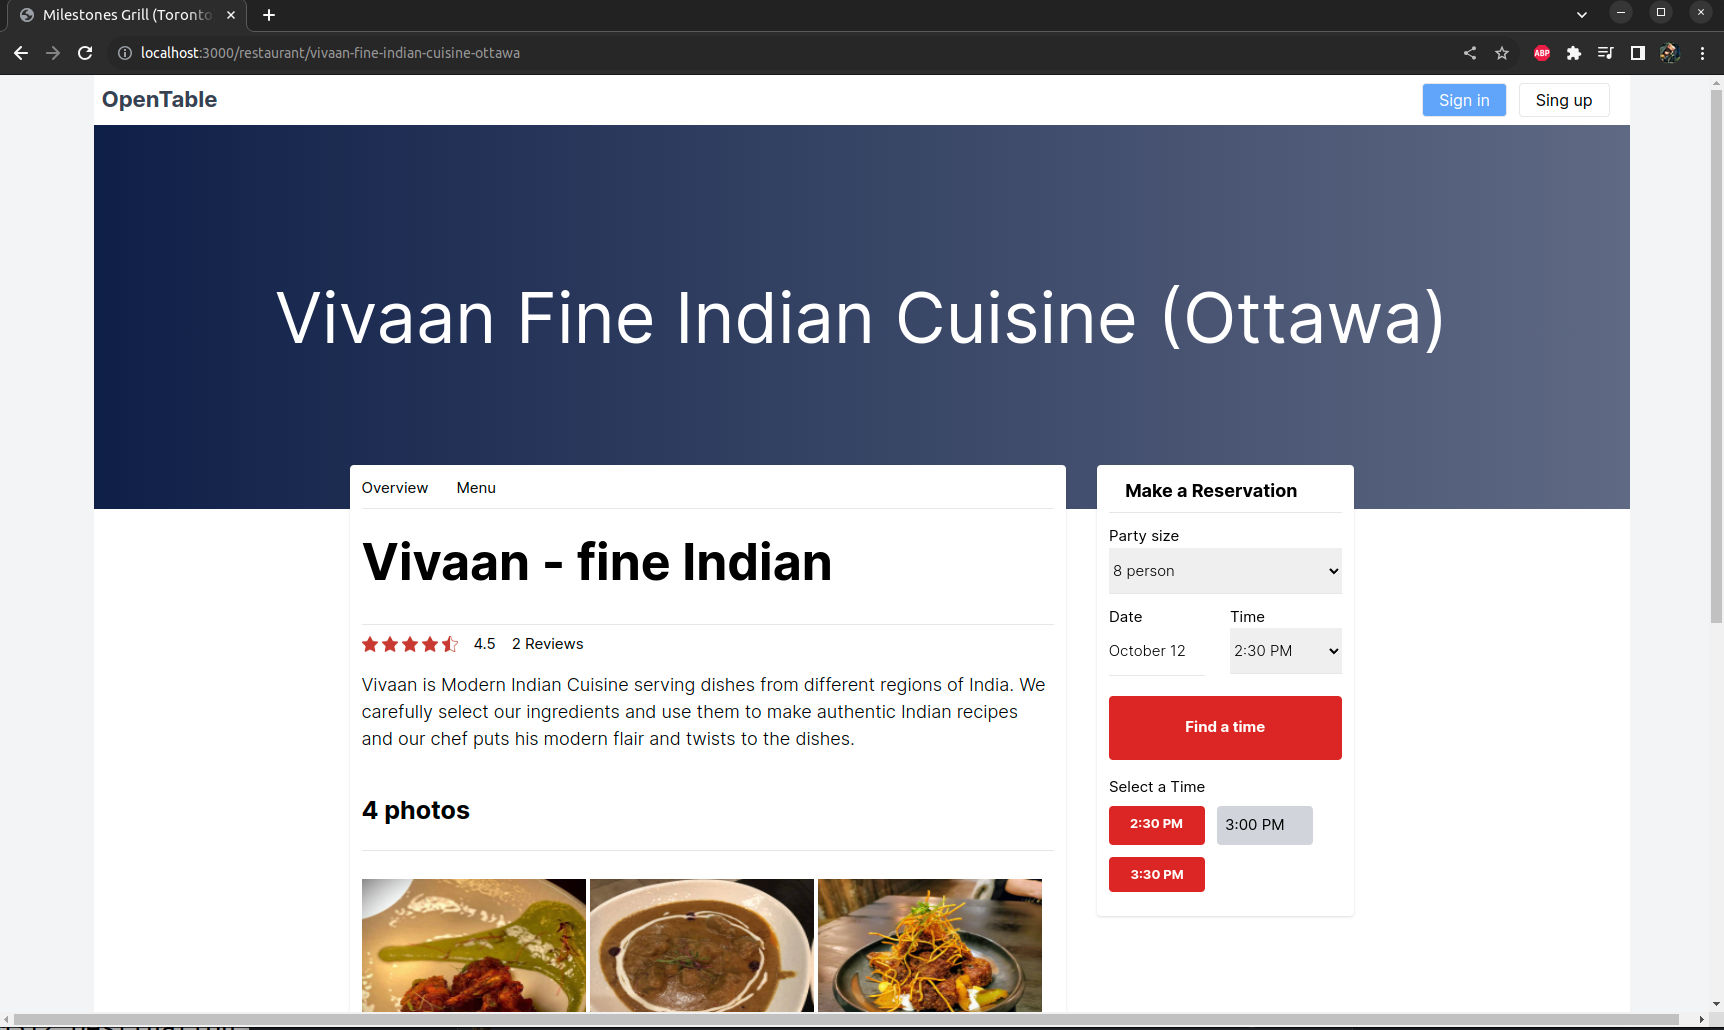 Milestones Grill (Toronto
localhost:3000/restaurant/vivaan-fine-indian-cuisine-ottawa
ABP
OpenTable
Sign in
Sing up
Vivaan Fine Indian Cuisine (Ottawa)
Overview Menu
Vivaan - fine Indian
4.5 2 Reviews
Vivaan is Modern Indian Cuisine serving dishes from different regions of India. We
carefully select our ingredients and use them to make authentic Indian recipes
and our chef puts his modern flair and twists to the dishes.
4 photos
Make a Reservation
Party size
8 person
Date Time
October 12 2:30 PM
Find a time
Select a Time
2:30 PM 3:00 PM
3:30 PM